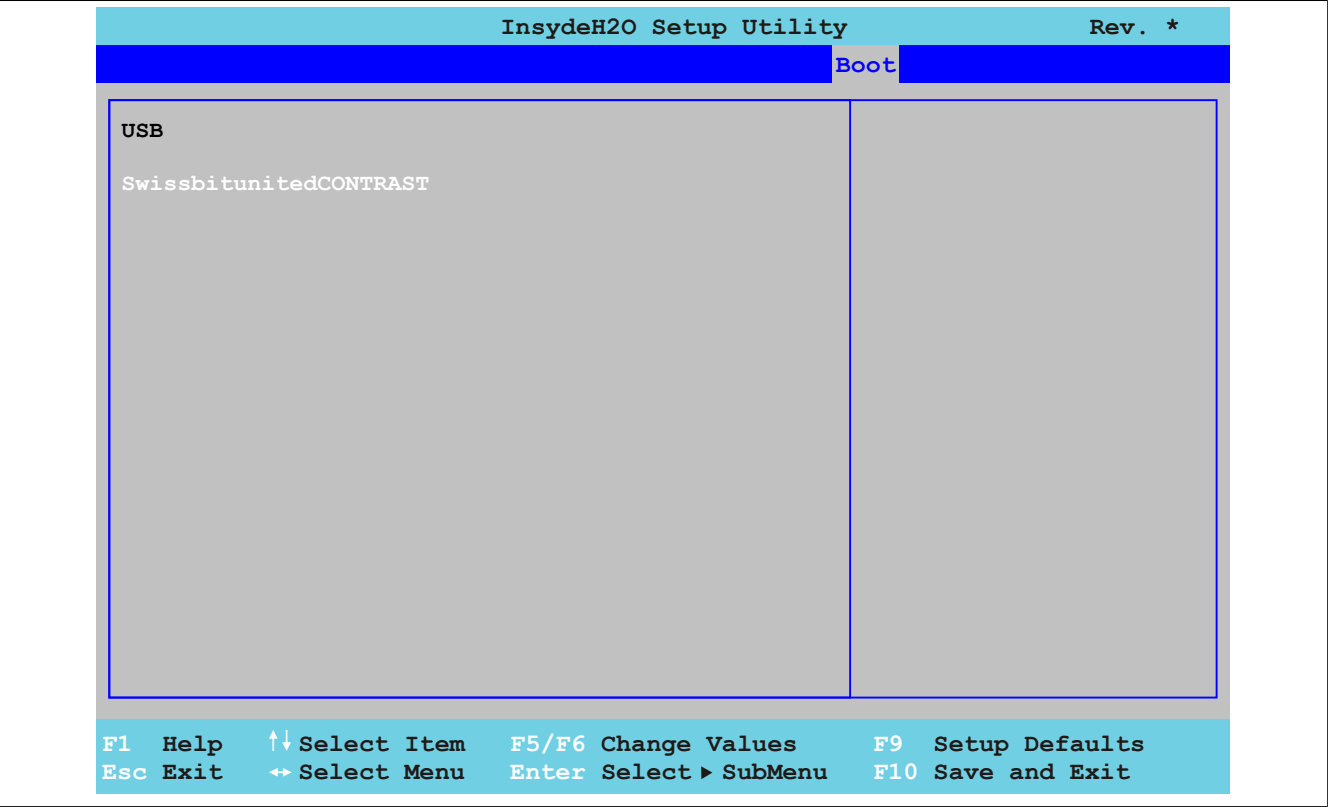 InsydeH2O Setup Utility Rev. *
Boot
USB
SwissbitunitedCONTRAST
F1 Help ↑↓ Select Item F5/F6 Change Values F9 Setup Defaults
Esc Exit ↔ Select Menu Enter Select ▶ SubMenu F10 Save and Exit